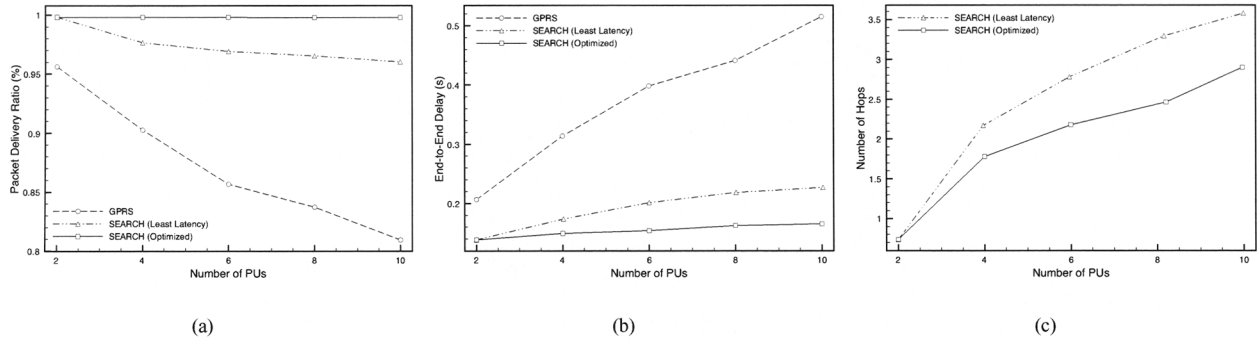 Packet Delivery Ratio (%)
1
0.95
0.9
0.85
0.8
GPRS
SEARCH (Least Latency)
SEARCH (Optimized)
2 4 6 8 10
Number of PUs
(a)
End-to-End Delay (s)
0.5
0.4
0.3
0.2
GPRS
SEARCH (Least Latency)
SEARCH (Optimized)
2 4 6 8 10
Number of PUs
(b)
Number of Hops
3.5
3
2.5
2
1.5
1
SEARCH (Least Latency)
SEARCH (Optimized)
2 4 6 8 10
Number of PUs
(c)